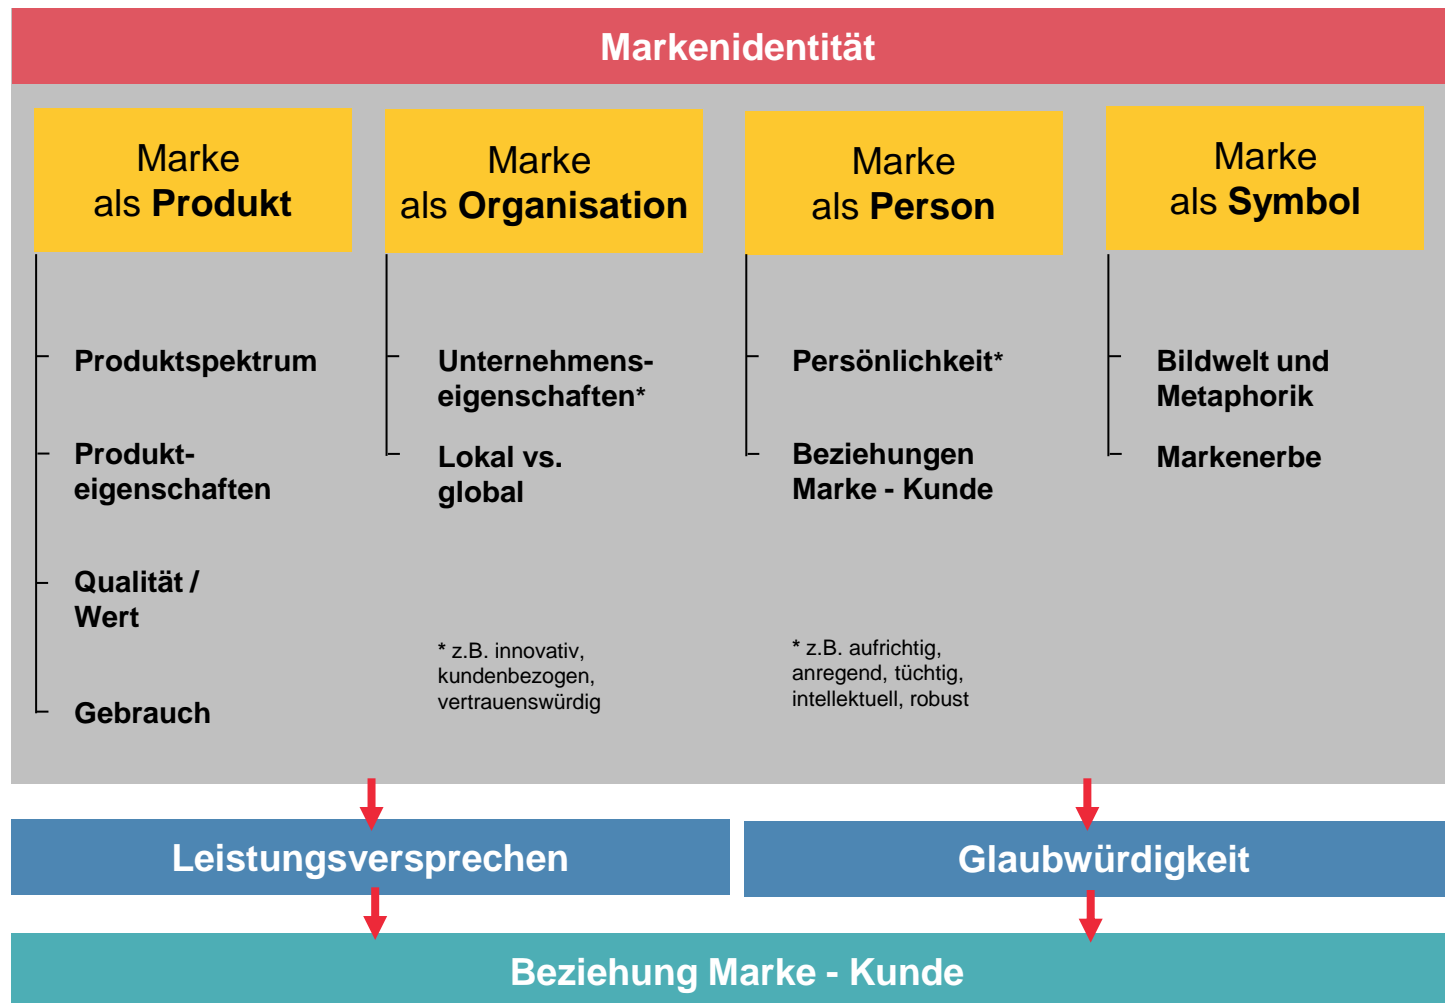 Markenidentität
Marke
als Produkt
Produktspektrum
Produkt-
eigenschaften
Qualität /
Wert
Gebrauch
Marke
als Organisation
Unternehmens-
eigenschaften*
Lokal vs.
global
* z.B. innovativ,
kundenbezogen,
vertrauenswürdig
Marke
als Person
Persönlichkeit*
Beziehungen
Marke - Kunde
* z.B. aufrichtig,
anregend, tüchtig,
intellektuell, robust
Marke
als Symbol
Bildwelt und
Metaphorik
Markenerbe
Leistungsversprechen
Glaubwürdigkeit
Beziehung Marke - Kunde